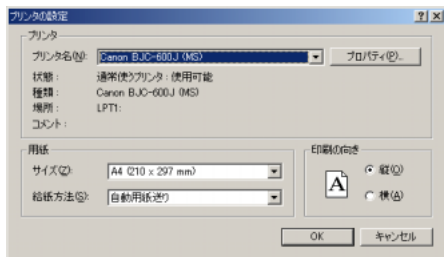 プリンタの設定
プリンタ
プリンタ名(N): Canon BJC-600J (MS) プロパティ(P)...
状態: 通常使うプリンタ : 使用可能
種類: Canon BJC-600J (MS)
場所: LPT1:
コメント:
用紙
サイズ(Z): A4 (210 x 297 mm)
給紙方法(S): 自動用紙送り
印刷の向き
A
縦(O)
横(A)
OK キャンセル